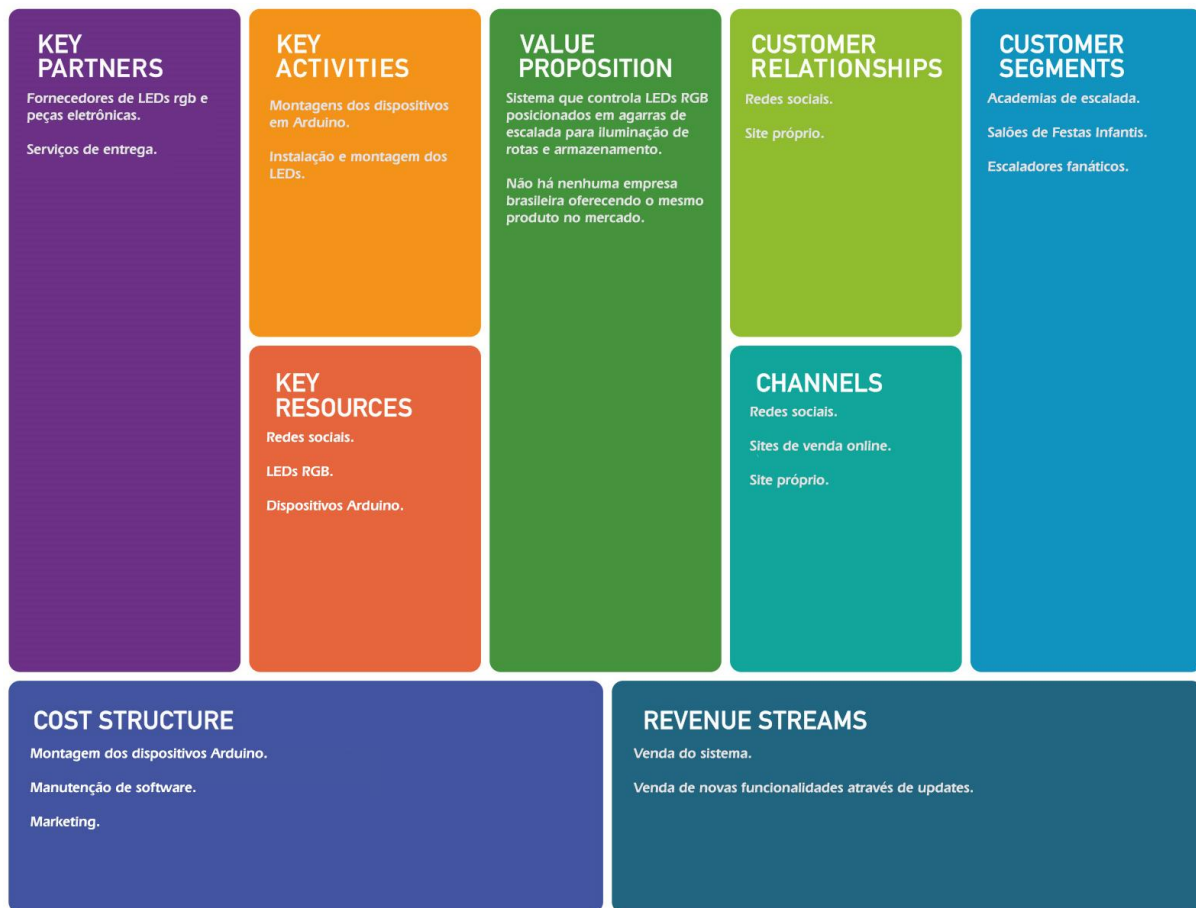 KEY
PARTNERS
Fornecedores de LEDs rgb e
peças eletrônicas.
Serviços de entrega.
KEY
ACTIVITIES
Montagens dos dispositivos
em Arduino.
Instalação e montagem dos
LEDs.
KEY
RESOURCES
Redes sociais.
LEDs RGB.
Dispositivos Arduino.
VALUE
PROPOSITION
Sistema que controla LEDs RGB
posicionados em agarras de
escalada para iluminação de
rotas e armazenamento.
Não há nenhuma empresa
brasileira oferecendo o mesmo
produto no mercado.
CUSTOMER
RELATIONSHIPS
Redes sociais.
Site próprio.
CHANNELS
Redes sociais.
Sites de venda online.
Site próprio.
CUSTOMER
SEGMENTS
Academias de escalada.
Salões de Festas Infantis.
Escaladores fanáticos.
COST STRUCTURE
Montagem dos dispositivos Arduino.
Manutenção de software.
Marketing.
REVENUE STREAMS
Venda do sistema.
Venda de novas funcionalidades através de updates.